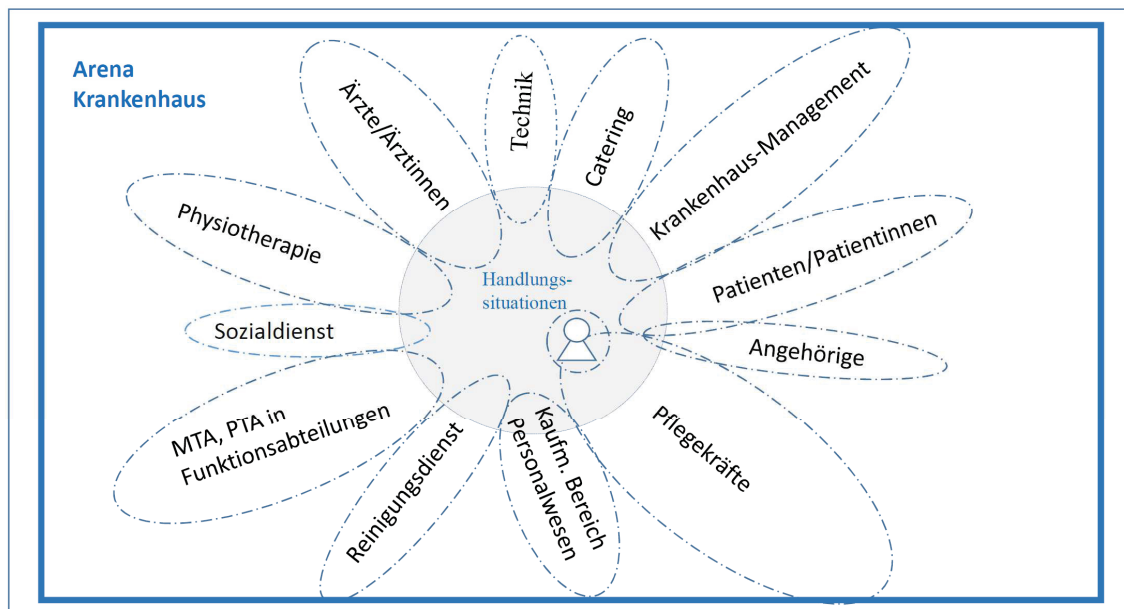 Arena
Krankenhaus
Ärzte/Ärztinnen
Technik
Catering
Krankenhaus-Management
Physiotherapie
Patienten/Patientinnen
Handlungs-
situationen
Sozialdienst
Angehörige
MTA, PTA in
Funktionsabteilungen
Reinigungsdienst
Kaufm. Bereich
Personalwesen
Pflegekräfte